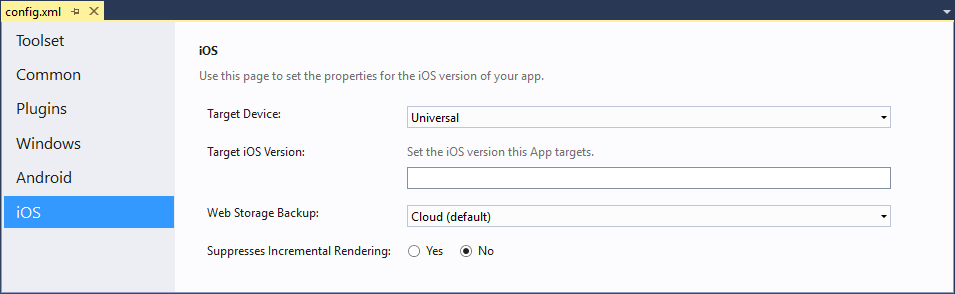 config.xml
Toolset
Common
Plugins
Windows
Android
iOS
iOS
Use this page to set the properties for the iOS version of your app.
Target Device:
Universal
Target iOS Version:
Set the iOS version this App targets.
Web Storage Backup:
Cloud (default)
Suppresses Incremental Rendering:
Yes
No